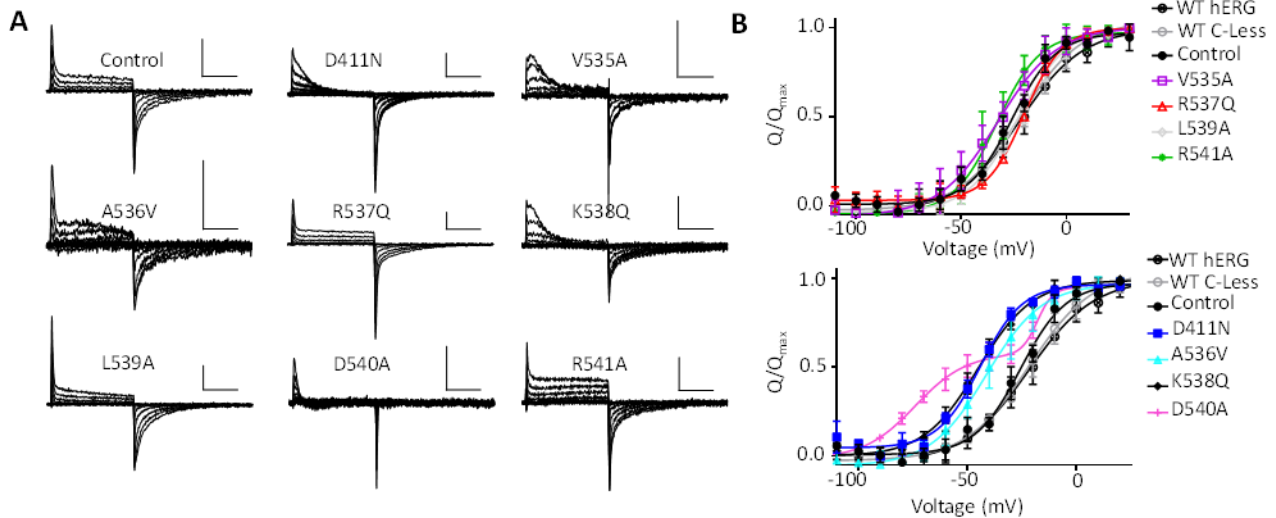 A
Control
D411N
V535A
A536V
R537Q
K538Q
L539A
D540A
R541A
B
Q/Qmax
1.0
0.5
0.0
-100
-50
0
Voltage (mV)
WT hERG
WT C-Less
Control
V535A
R537Q
L539A
R541A
Q/Qmax
1.0
0.5
0.0
-100
-50
0
Voltage (mV)
WT hERG
WT C-Less
Control
D411N
A536V
K538Q
D540A